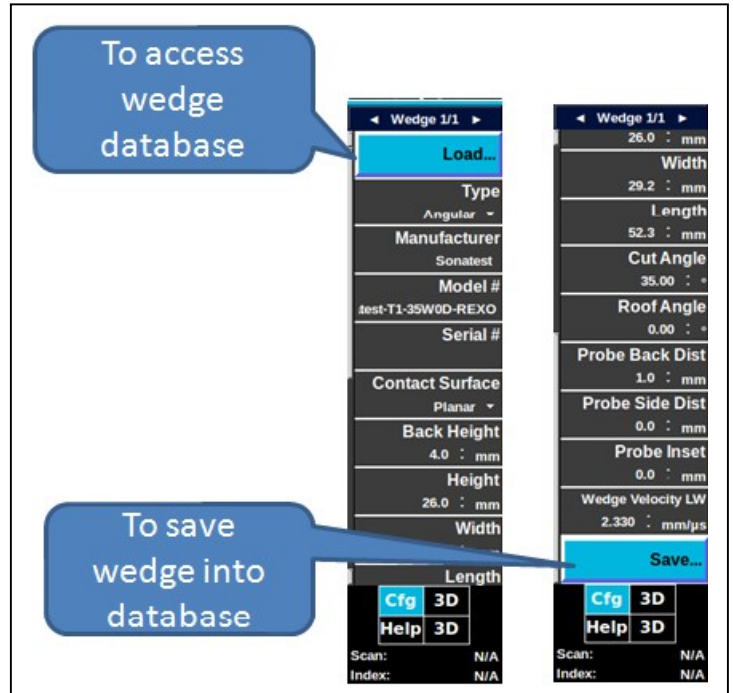 To access
wedge
database
◄ Wedge 1/1 ►
Load...
Type
Angular
Manufacturer
Sonatest
Model #
test-T1-35W0D-REXO
Serial #
Contact Surface
Planar
Back Height
4.0 : mm
Height
26.0 : mm
Width
Length
Cfg 3D
Help 3D
Scan: N/A
Index: N/A
◄ Wedge 1/1 ►
26.0 : mm
Width
29.2 : mm
Length
52.3 : mm
Cut Angle
35.00 : °
Roof Angle
0.00 : °
Probe Back Dist
1.0 : mm
Probe Side Dist
0.0 : mm
Probe Inset
0.0 : mm
Wedge Velocity LW
2.330 : mm/µs
Save...
Cfg 3D
Help 3D
Scan: N/A
Index: N/A
To save
wedge into
database